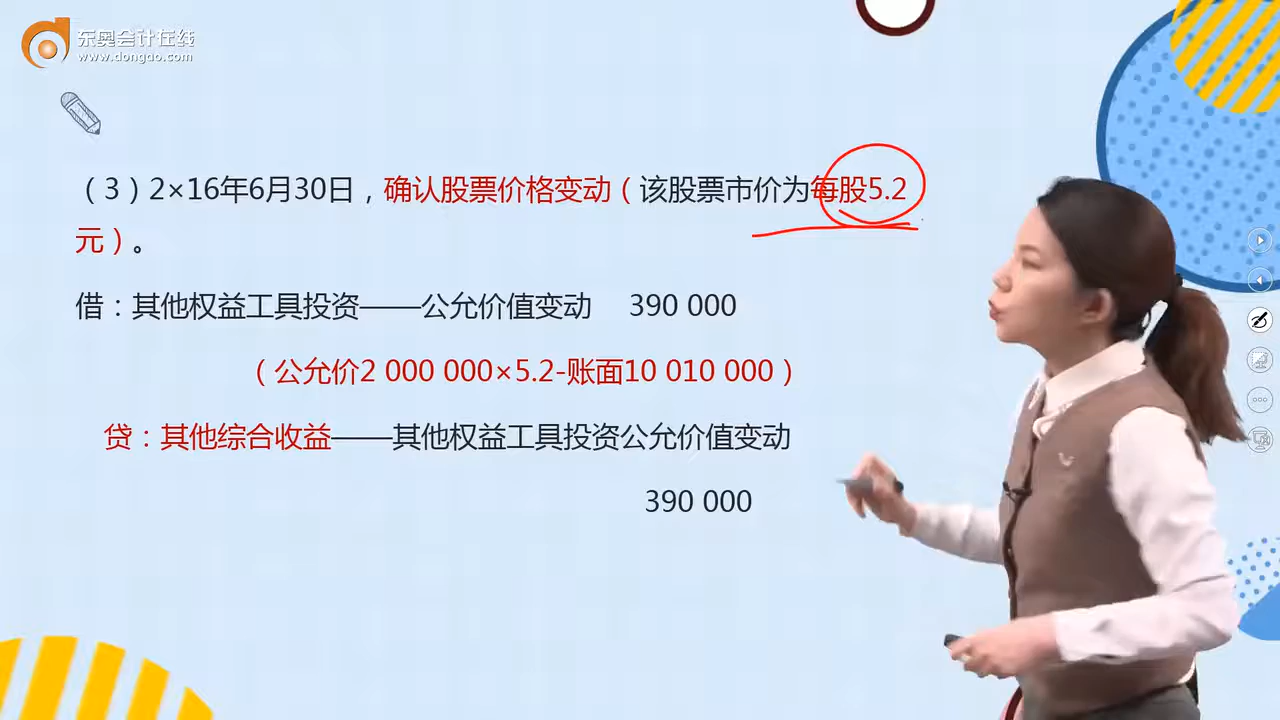 东奥会计在线
www.dongao.com
（3）2×16年6月30日，确认股票价格变动（该股票市价为每股5.2
元）。
借：其他权益工具投资——公允价值变动 390 000
（公允价2 000 000×5.2-账面10 010 000）
贷：其他综合收益——其他权益工具投资公允价值变动
390 000